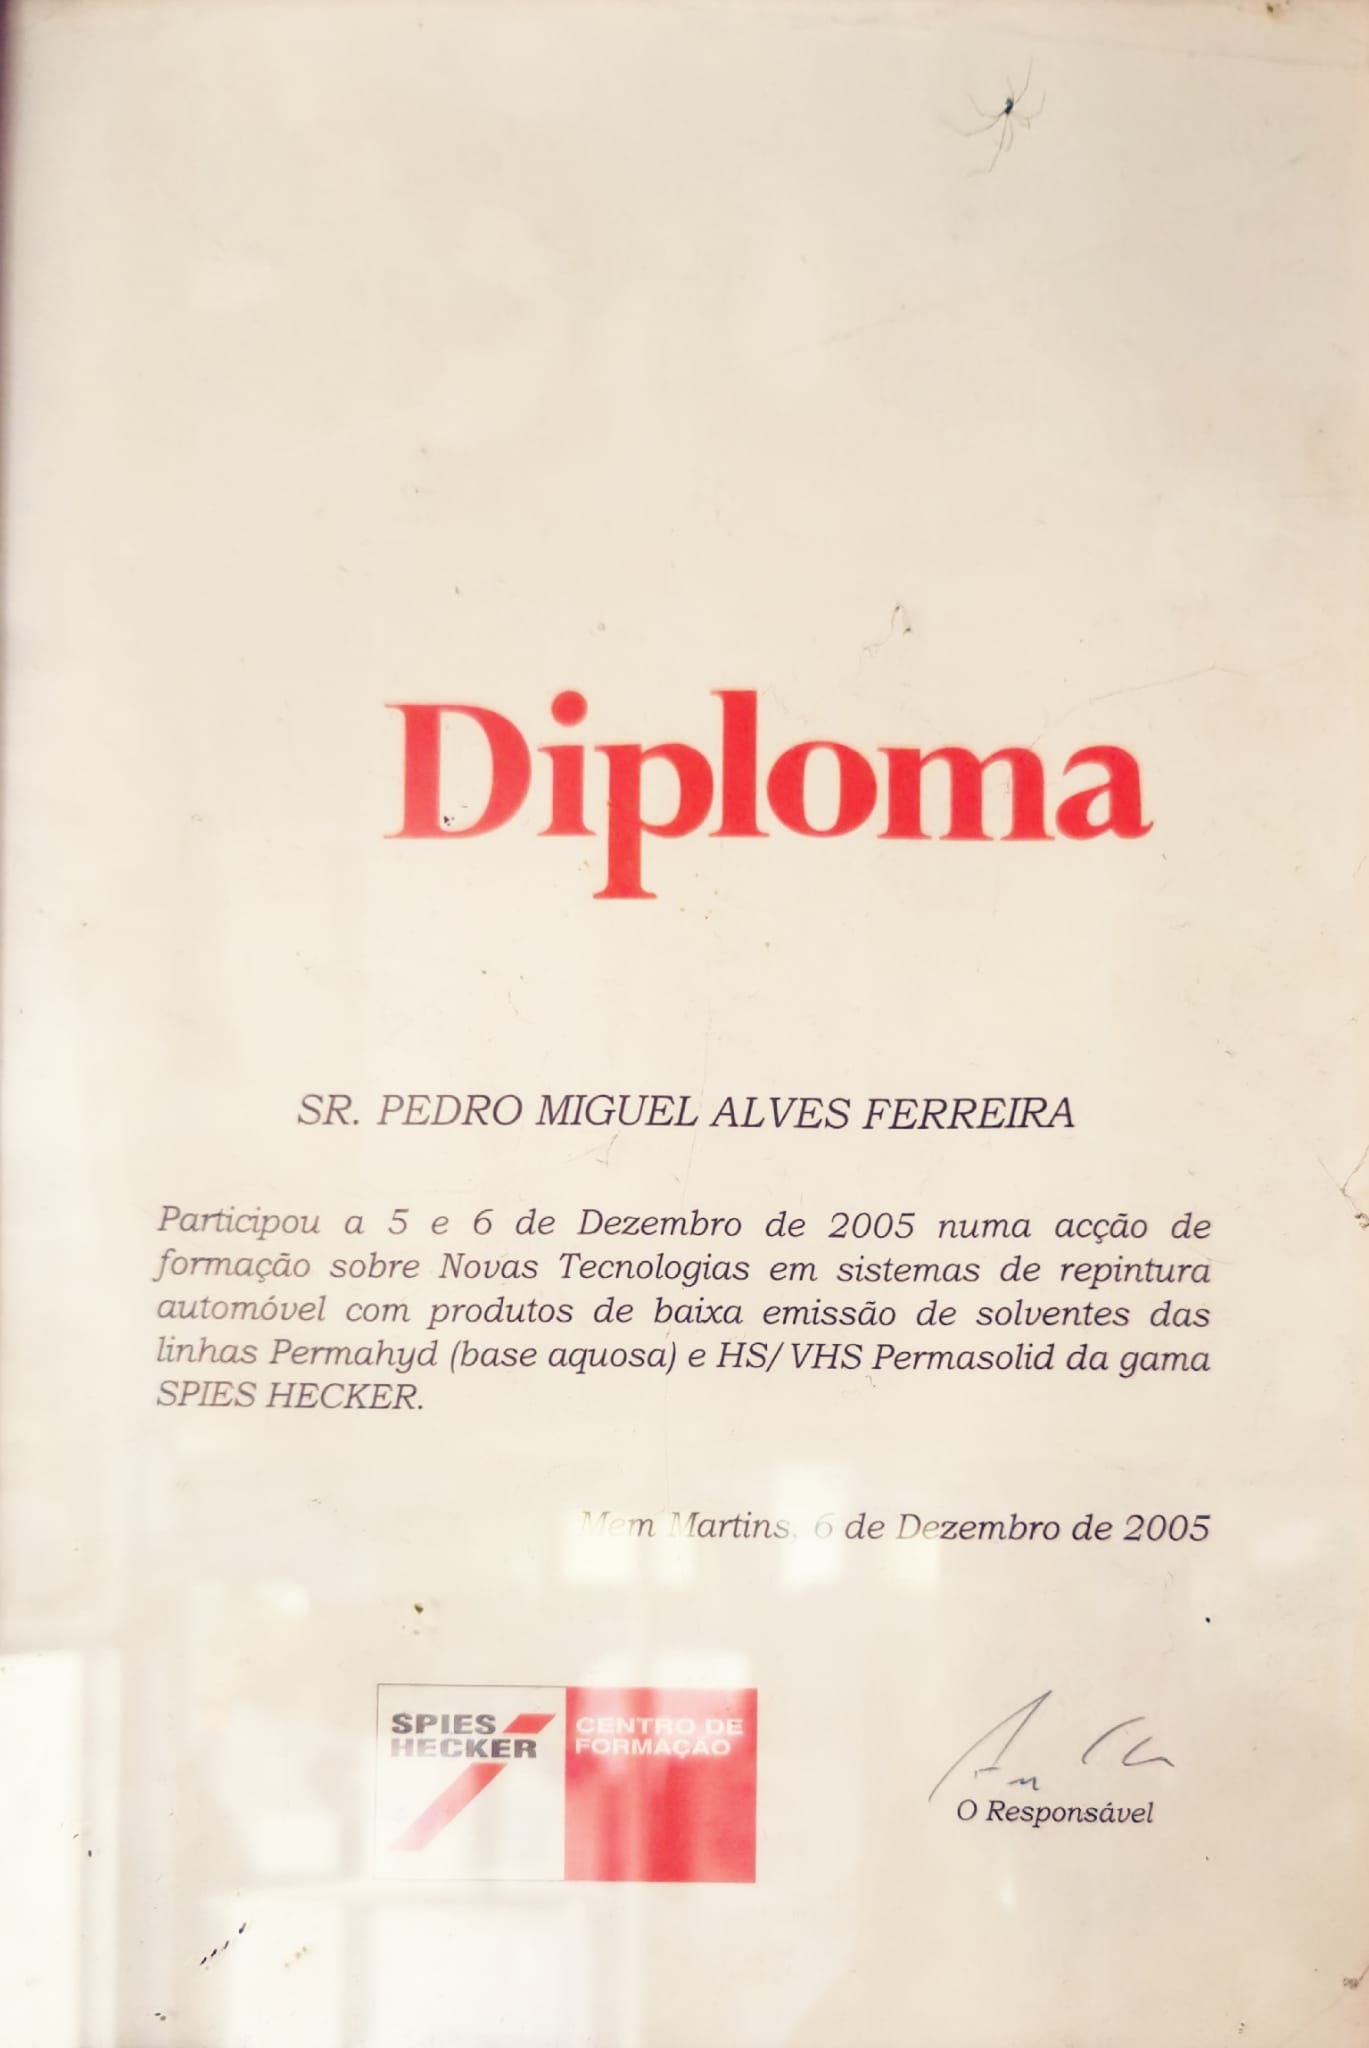 Diploma
SR. PEDRO MIGUEL ALVES FERREIRA
Participou a 5 e 6 de Dezembro de 2005 numa acção de
formação sobre Novas Tecnologias em sistemas de repintura
automóvel com produtos de baixa emissão de solventes das
linhas Permahyd (base aquosa) e HS/VHS Permasolid da gama
SPIES HECKER.
Mem Martins, 6 de Dezembro de 2005
SPIES
HECKER
CENTRO DE
FORMAÇÃO
O Responsável